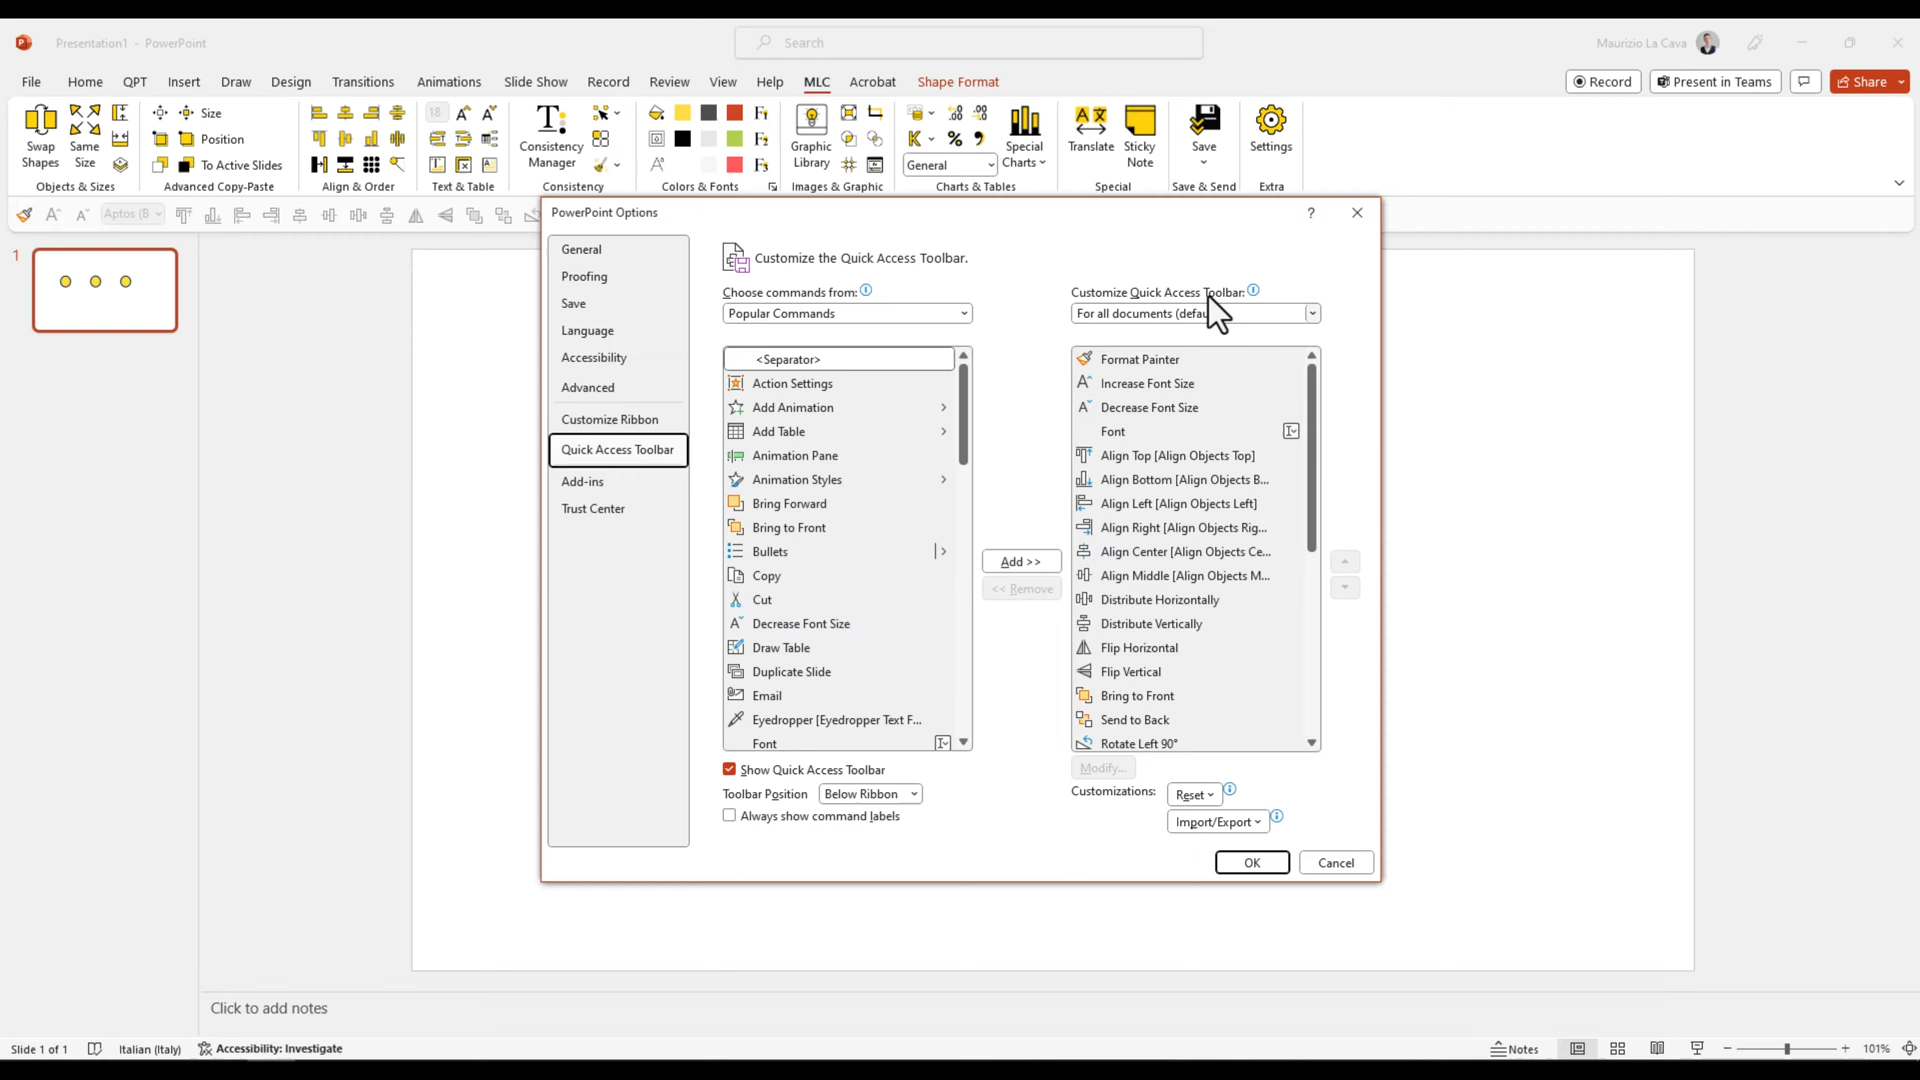 Presentation1 - PowerPoint
Search
Maurizio La Cava
File Home QPT Insert Draw Design Transitions Animations Slide Show Record Review View Help MLC Acrobat Shape Format
Record
Present in Teams
Share
Swap Shapes
Same Size
Objects & Sizes
Size
Position
To Active Slides
Advanced Copy-Paste
Align & Order
18
Text & Table
Consistency Manager
Consistency
Colors & Fonts
Graphic Library
Images & Graphic
General
Special Charts
Charts & Tables
Translate
Sticky Note
Special
Save
Save & Send
Settings
Extra
Aptos (B
PowerPoint Options
?
General
Proofing
Save
Language
Accessibility
Advanced
Customize Ribbon
Quick Access Toolbar
Add-ins
Trust Center
Customize the Quick Access Toolbar.
Choose commands from:
Popular Commands
<Separator>
Action Settings
Add Animation
Add Table
Animation Pane
Animation Styles
Bring Forward
Bring to Front
Bullets
Copy
Cut
Decrease Font Size
Draw Table
Duplicate Slide
Email
Eyedropper [Eyedropper Text F...
Font
Show Quick Access Toolbar
Toolbar Position Below Ribbon
Always show command labels
Add >>
<< Remove
Customize Quick Access Toolbar:
For all documents (defau
Format Painter
Increase Font Size
Decrease Font Size
Font
Align Top [Align Objects Top]
Align Bottom [Align Objects B...
Align Left [Align Objects Left]
Align Right [Align Objects Rig...
Align Center [Align Objects Ce...
Align Middle [Align Objects M...
Distribute Horizontally
Distribute Vertically
Flip Horizontal
Flip Vertical
Bring to Front
Send to Back
Rotate Left 90°
Modify...
Customizations: Reset
Import/Export
OK Cancel
1
Click to add notes
Slide 1 of 1 Italian (Italy) Accessibility: Investigate
Notes
101%